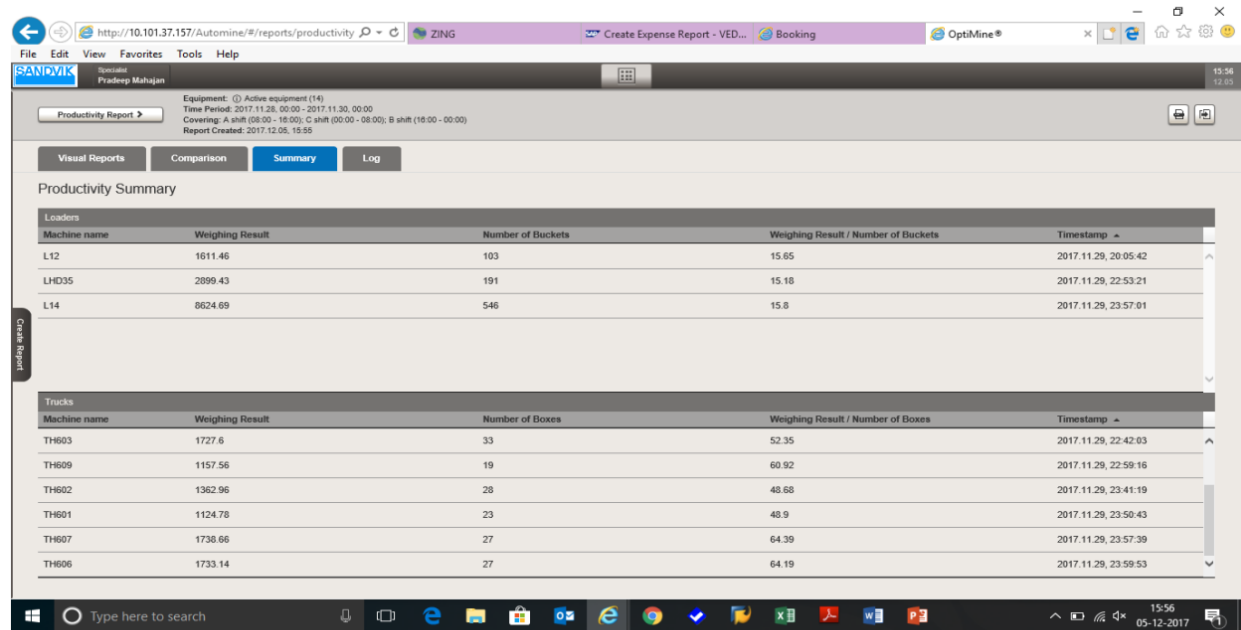 http://10.101.37.157/Automine/#/reports/productivity
ZING
Create Expense Report - VED...
Booking
OptiMine®
File Edit View Favorites Tools Help
SANDVIK
Specialist
Pradeep Mahajan
15:56
12.05
Productivity Report
Equipment: Active equipment (14)
Time Period: 2017.11.28, 00:00 - 2017.11.30, 00:00
Covering: A shift (08:00 - 16:00); C shift (00:00 - 08:00); B shift (16:00 - 00:00)
Report Created: 2017.12.05, 15:55
Visual Reports Comparison Summary Log
Productivity Summary
Loaders
Machine name Weighing Result Number of Buckets Weighing Result / Number of Buckets Timestamp
L12 1611.46 103 15.65 2017.11.29, 20:05:42
LHD35 2899.43 191 15.18 2017.11.29, 22:53:21
L14 8624.69 546 15.8 2017.11.29, 23:57:01
Create Report
Trucks
Machine name Weighing Result Number of Boxes Weighing Result / Number of Boxes Timestamp
TH603 1727.6 33 52.35 2017.11.29, 22:42:03
TH609 1157.56 19 60.92 2017.11.29, 22:59:16
TH602 1362.96 28 48.68 2017.11.29, 23:41:19
TH601 1124.78 23 48.9 2017.11.29, 23:50:43
TH607 1738.66 27 64.39 2017.11.29, 23:57:39
TH606 1733.14 27 64.19 2017.11.29, 23:59:53
Type here to search
15:56
05-12-2017